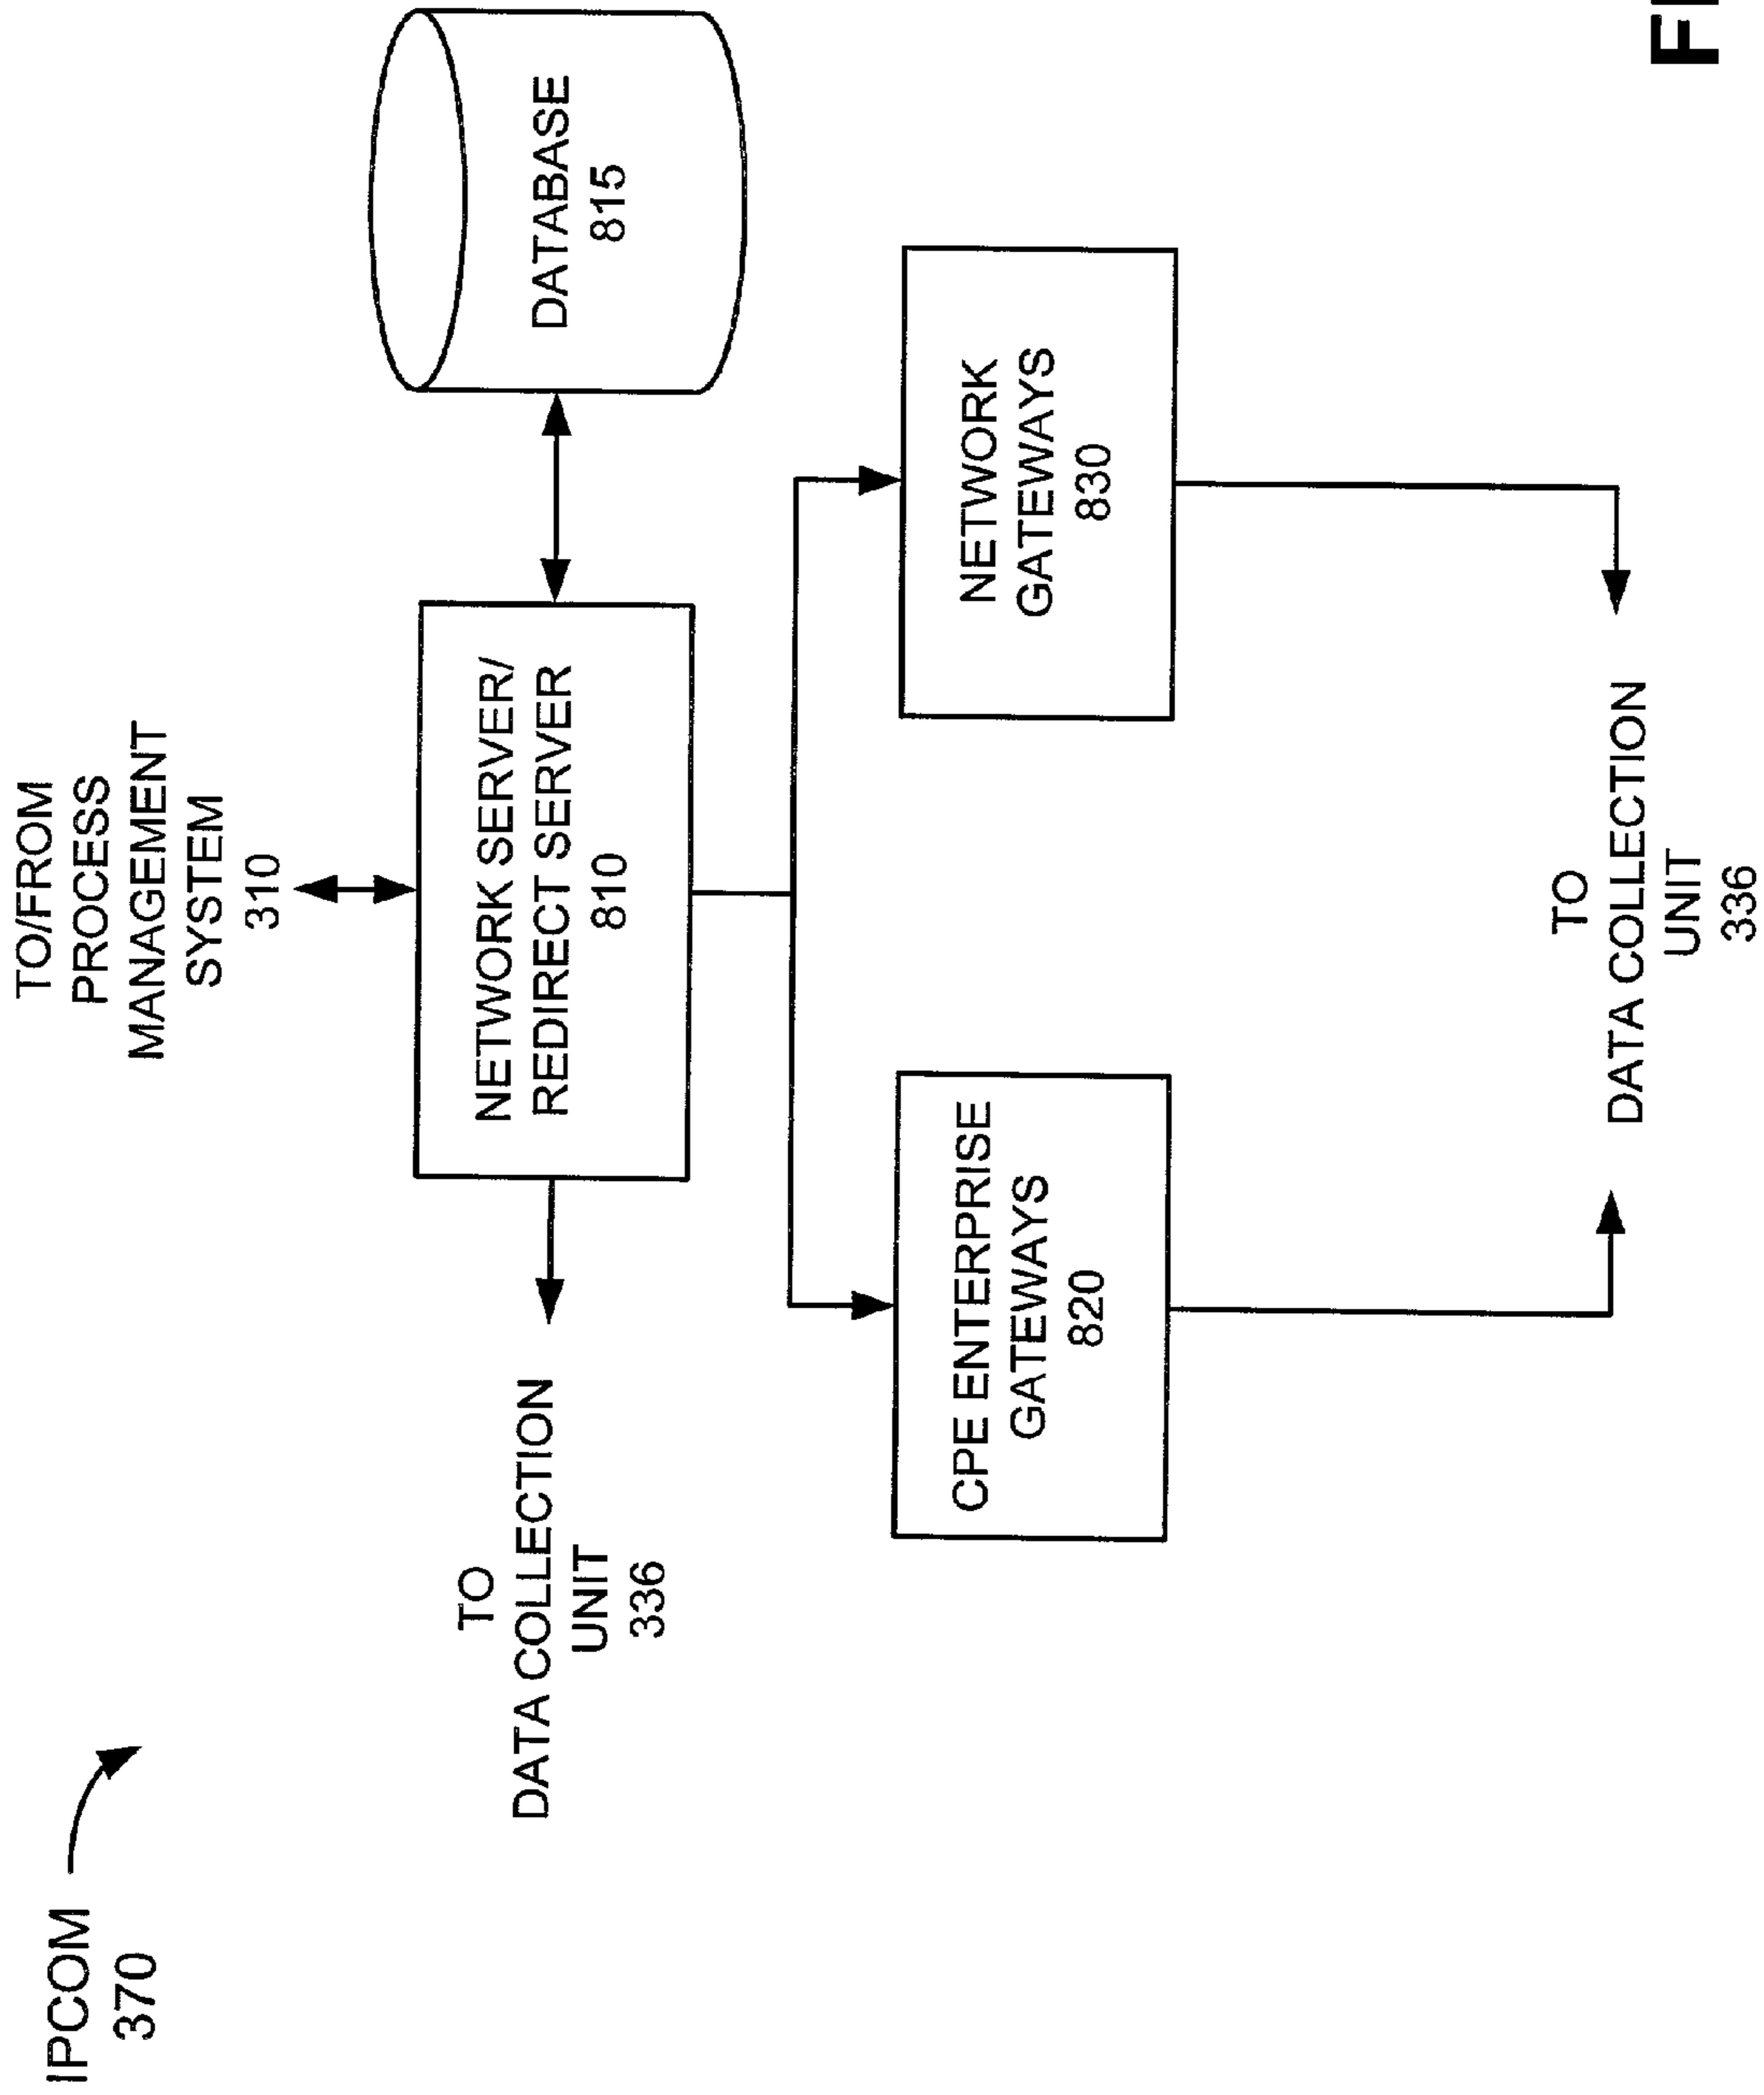 IPCOM
370
TO/FROM
PROCESS
MANAGEMENT
SYSTEM
310
TO
DATA COLLECTION
UNIT
336
NETWORK SERVER/
REDIRECT SERVER
810
DATABASE
815
CPE ENTERPRISE
GATEWAYS
820
NETWORK
GATEWAYS
830
TO
DATA COLLECTION
UNIT
336